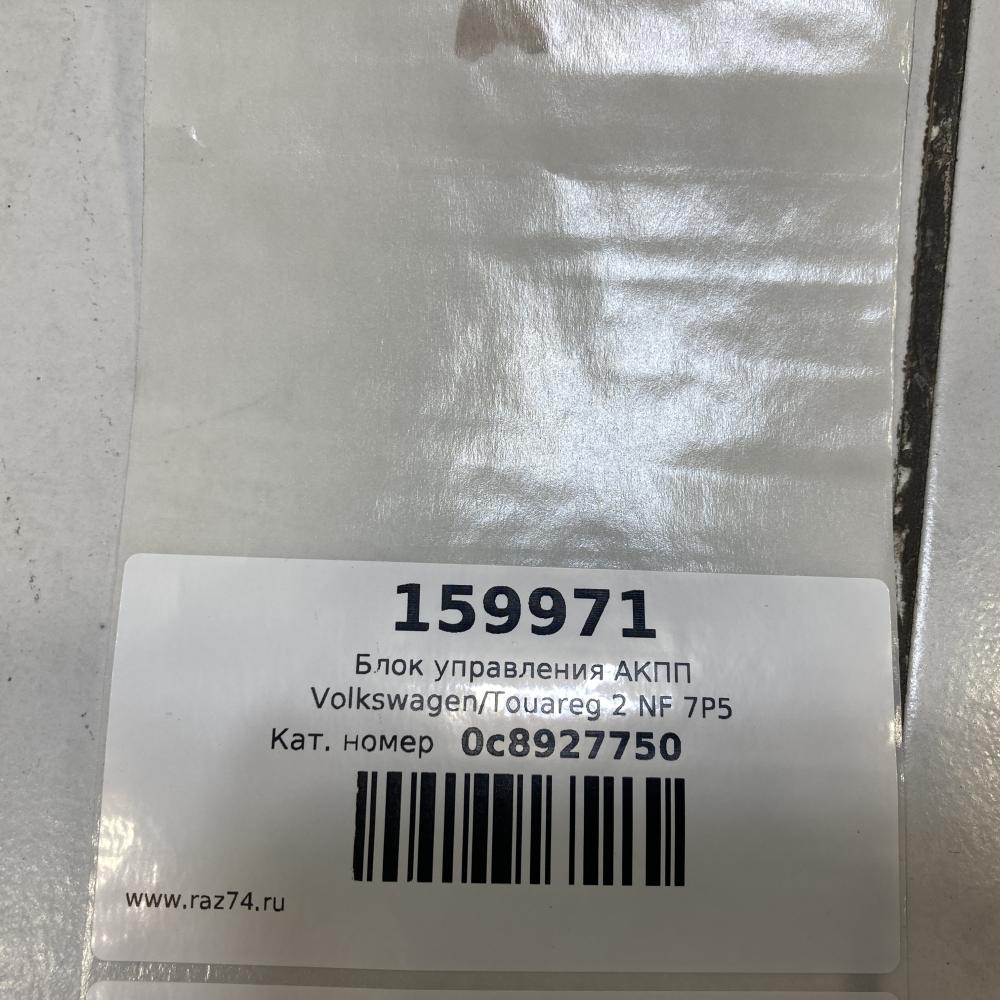 159971
Блок управления АКПП
Volkswagen/Touareg 2 NF 7P5
Кат. номер 0c8927750
www.raz74.ru